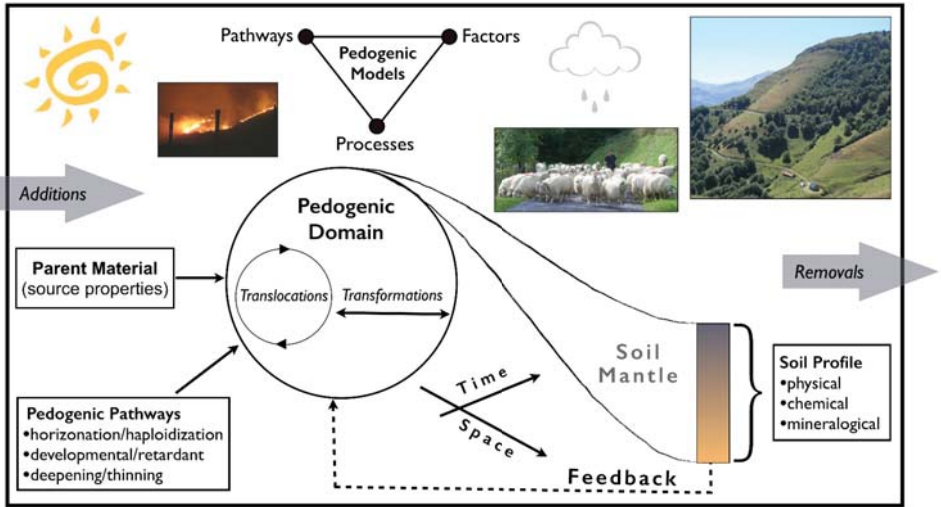 Pathways
Factors
Pedogenic
Models
Processes
Additions
Pedogenic
Domain
Parent Material
(source properties)
Translocations
Transformations
Removals
Time
Space
Soil
Mantle
Soil Profile
•physical
•chemical
•mineralogical
Pedogenic Pathways
•horizonation/haploidization
•developmental/retardant
•deepening/thinning
Feedback